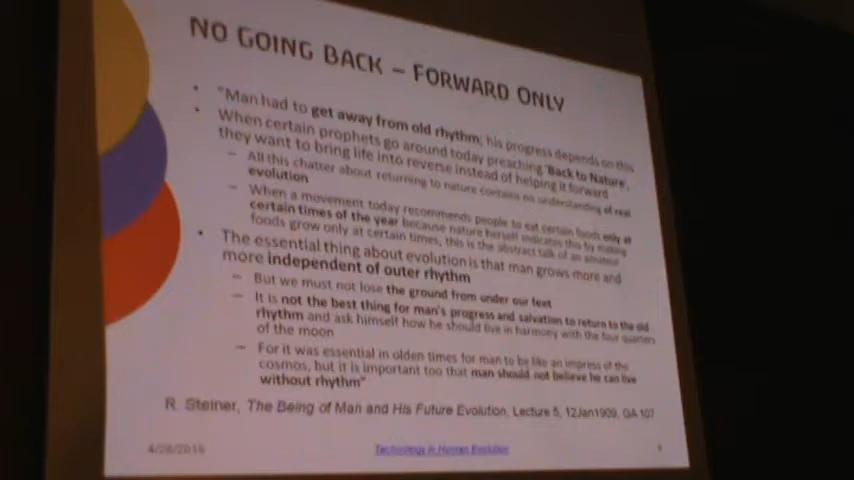 NO GOING BACK – FORWARD ONLY
• "Man had to get away from old rhythm; his progress depends on this
• When certain prophets go around today preaching 'Back to Nature',
they want to bring life into reverse instead of helping it forward
– All this chatter about returning to nature contains no understanding of real
evolution
– When a movement today recommends people to eat certain foods only at
certain times of the year because nature herself indicates this by making
foods grow only at certain times, this is the abstract talk of an amateur
• The essential thing about evolution is that man grows more and
more independent of outer rhythm
– But we must not lose the ground from under our feet
– It is not the best thing for man's progress and salvation to return to the old
rhythm and ask himself how he should live in harmony with the four quarters
of the moon
– For it was essential in olden times for man to be like an impress of the
cosmos, but it is important too that man should not believe he can live
without rhythm"
R. Steiner, The Being of Man and His Future Evolution, Lecture 5, 12Jan1909, GA 107
Technology in Human Evolution